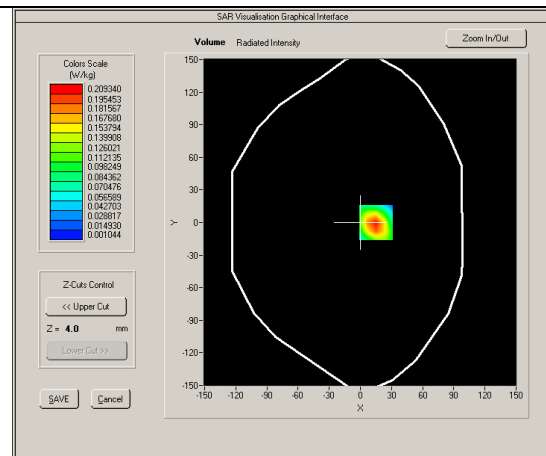 SAR Visualisation Graphical Interface
Volume Radiated Intensity
Zoom In/Out
Colors Scale
(W/kg)
0.209340
0.195453
0.181567
0.167680
0.153794
0.139908
0.126021
0.112135
0.098249
0.084362
0.070476
0.056589
0.042703
0.028817
0.014930
0.001044
Z-Cuts Control
<< Upper Cut
Z = 4.0 mm
Lower Cut >>
SAVE Cancel
150
120
90
60
30
0
-30
-60
-90
-120
-150
Y
-150 -120 -90 -60 -30 0 30 60 90 120 150
X